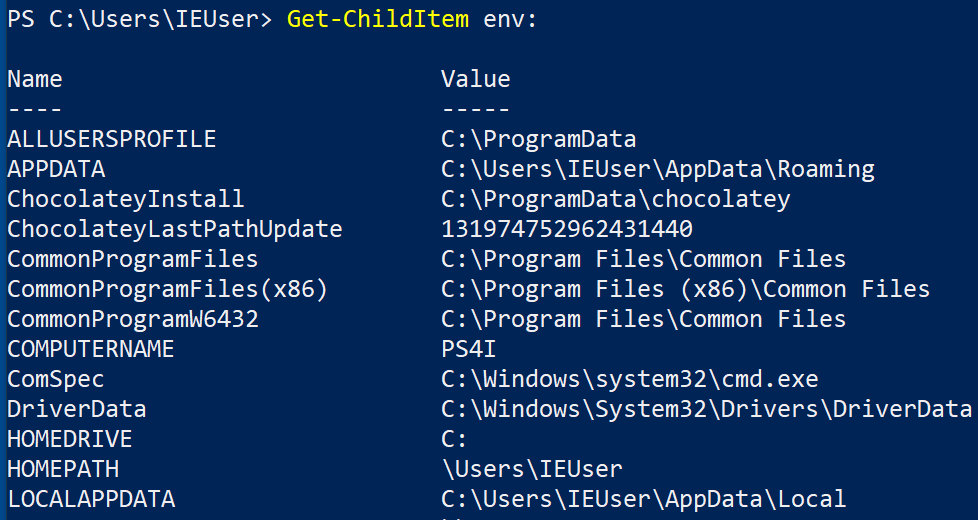 PS C:\Users\IEUser> Get-ChildItem env:
Name Value
---- -----
ALLUSERSPROFILE C:\ProgramData
APPDATA C:\Users\IEUser\AppData\Roaming
ChocolateyInstall C:\ProgramData\chocolatey
ChocolateyLastPathUpdate 131974752962431440
CommonProgramFiles C:\Program Files\Common Files
CommonProgramFiles(x86) C:\Program Files (x86)\Common Files
CommonProgramW6432 C:\Program Files\Common Files
COMPUTERNAME PS4I
ComSpec C:\Windows\system32\cmd.exe
DriverData C:\Windows\System32\Drivers\DriverData
HOMEDRIVE C:
HOMEPATH \Users\IEUser
LOCALAPPDATA C:\Users\IEUser\AppData\Local